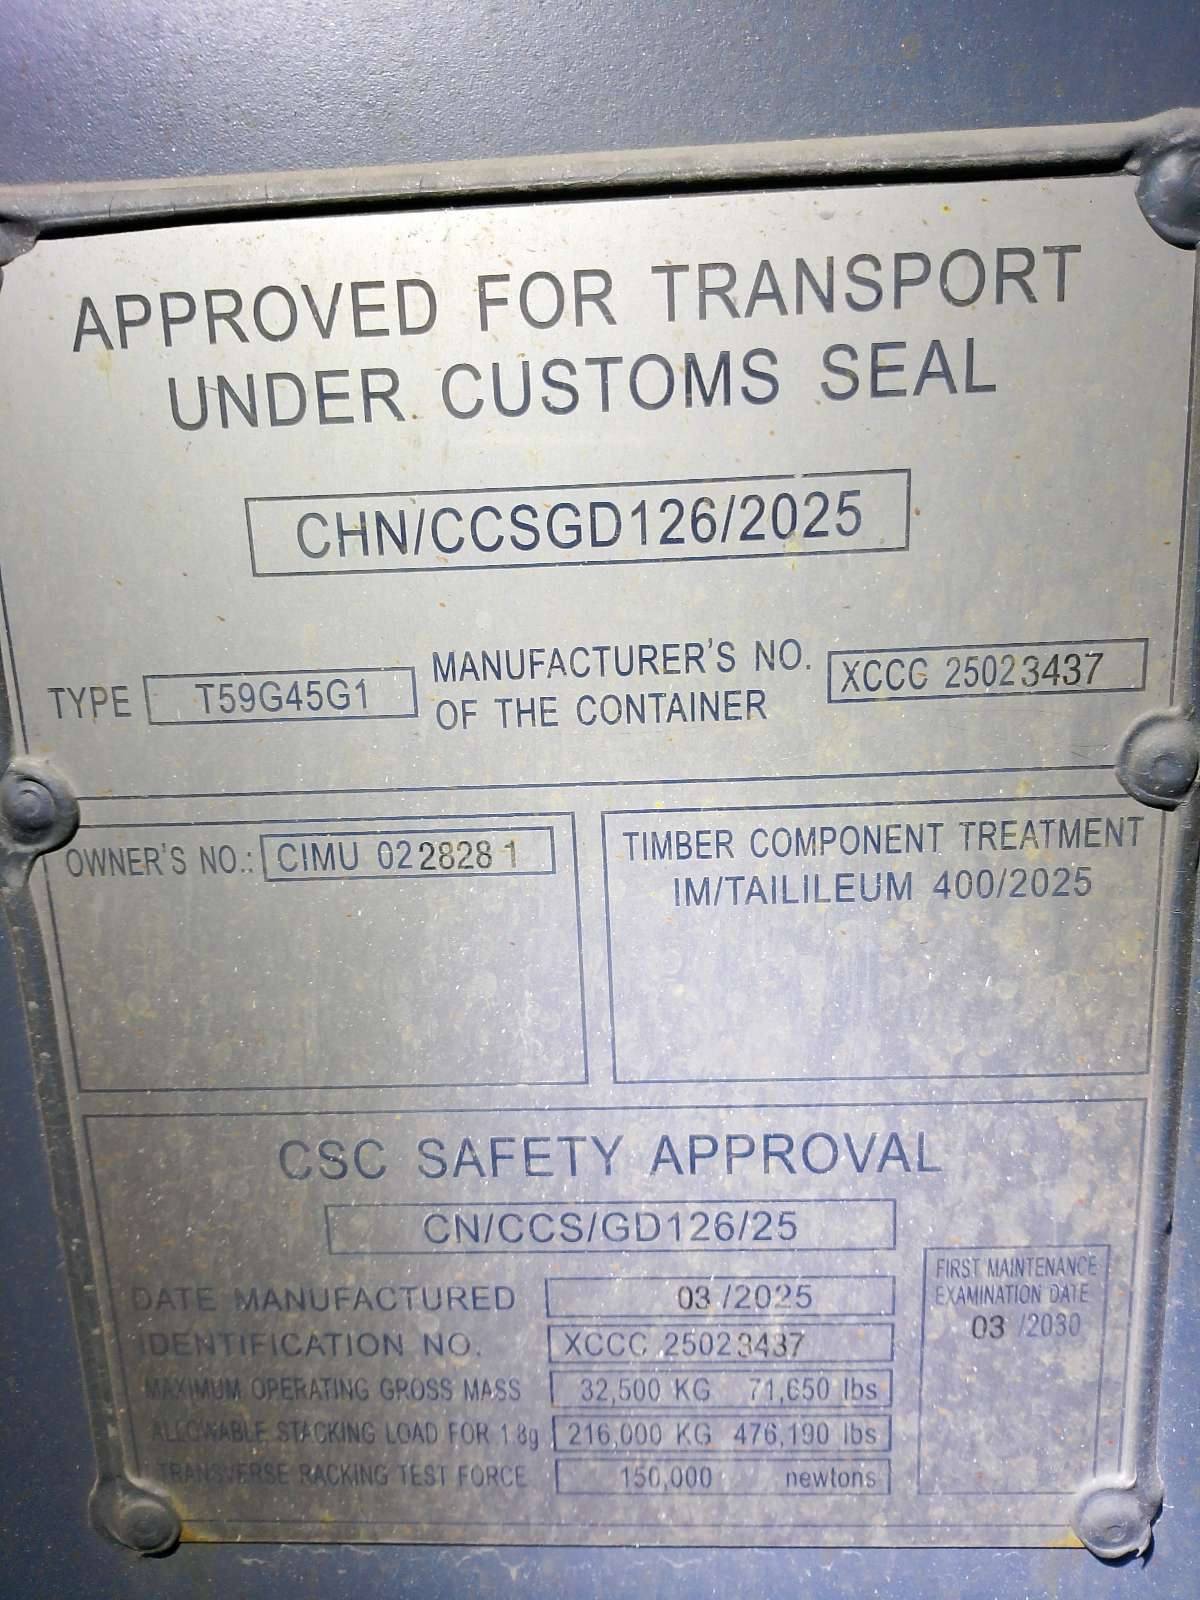 APPROVED FOR TRANSPORT
UNDER CUSTOMS SEAL
CHN/CCSGD126/2025
TYPE T59G45G1
MANUFACTURER'S NO.
OF THE CONTAINER
XCCC 25023437
OWNER'S NO.: CIMU 022828 1
TIMBER COMPONENT TREATMENT
IM/TAILILEUM 400/2025
CSC SAFETY APPROVAL
CN/CCS/GD126/25
DATE MANUFACTURED 03 /2025
IDENTIFICATION NO. XCCC 25023437
MAXIMUM OPERATING GROSS MASS 32,500 KG 71,650 lbs
ALLOWABLE STACKING LOAD FOR 1.8g 216,000 KG 476,190 lbs
TRANSVERSE RACKING TEST FORCE 150,000 newtons
FIRST MAINTENANCE
EXAMINATION DATE
03 /2030